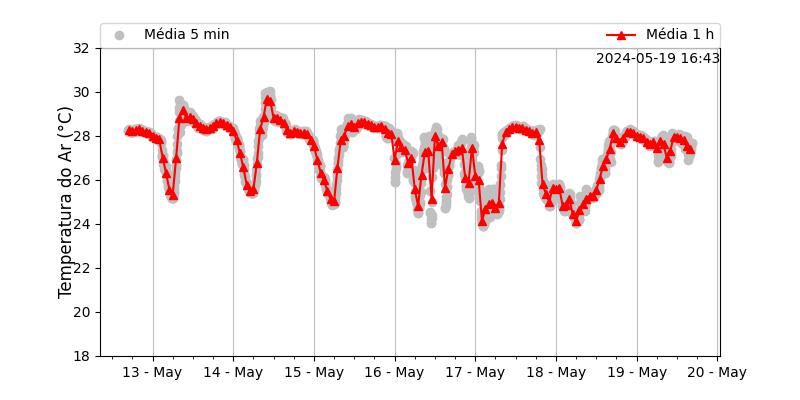 Média 5 min
Média 1 h
2024-05-19 16:43
Temperatura do Ar (°C)
32
30
28
26
24
22
20
18
13 - May
14 - May
15 - May
16 - May
17 - May
18 - May
19 - May
20 - May